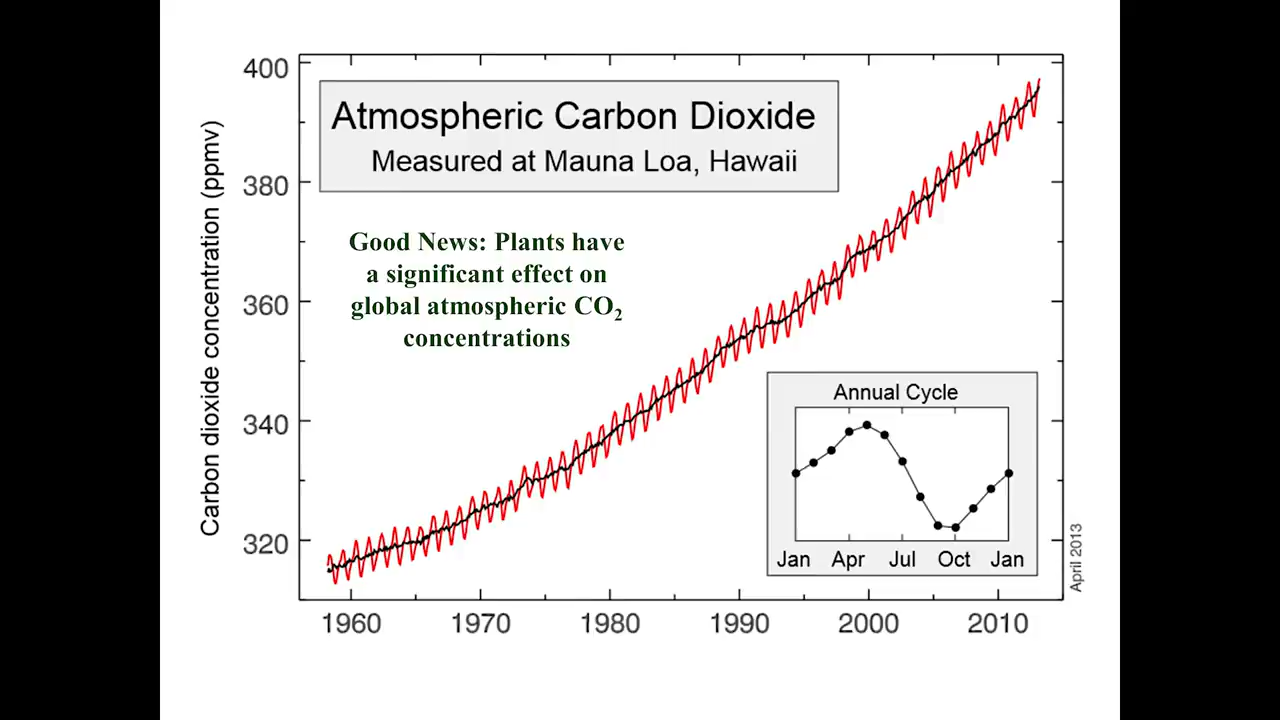 Atmospheric Carbon Dioxide
Measured at Mauna Loa, Hawaii
Good News: Plants have
a significant effect on
global atmospheric CO₂
concentrations
Carbon dioxide concentration (ppmv)
400
380
360
340
320
1960 1970 1980 1990 2000 2010
Annual Cycle
Jan Apr Jul Oct Jan
April 2013